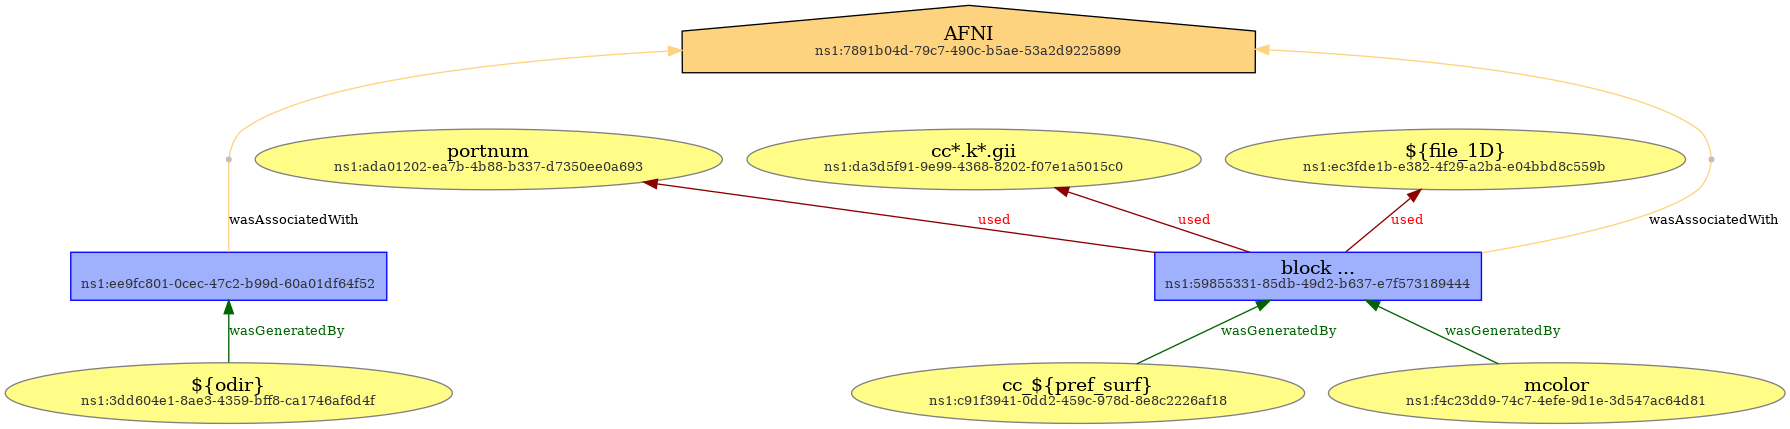 AFNI
ns1:7891b04d-79c7-490c-b5ae-53a2d9225899
portnum
ns1:ada01202-ea7b-4b88-b337-d7350ee0a693
cc*.k*.gii
ns1:da3d5f91-9e99-4368-8202-f07e1a5015c0
${file_1D}
ns1:ec3fde1b-e382-4f29-a2ba-e04bbd8c559b
wasAssociatedWith
used
used
used
wasAssociatedWith
ns1:ee9fc801-0cec-47c2-b99d-60a01df64f52
block ...
ns1:59855331-85db-49d2-b637-e7f573189444
wasGeneratedBy
wasGeneratedBy
wasGeneratedBy
${odir}
ns1:3dd604e1-8ae3-4359-bff8-ca1746af6d4f
cc_${pref_surf}
ns1:c91f3941-0dd2-459c-978d-8e8c2226af18
mcolor
ns1:f4c23dd9-74c7-4efe-9d1e-3d547ac64d81